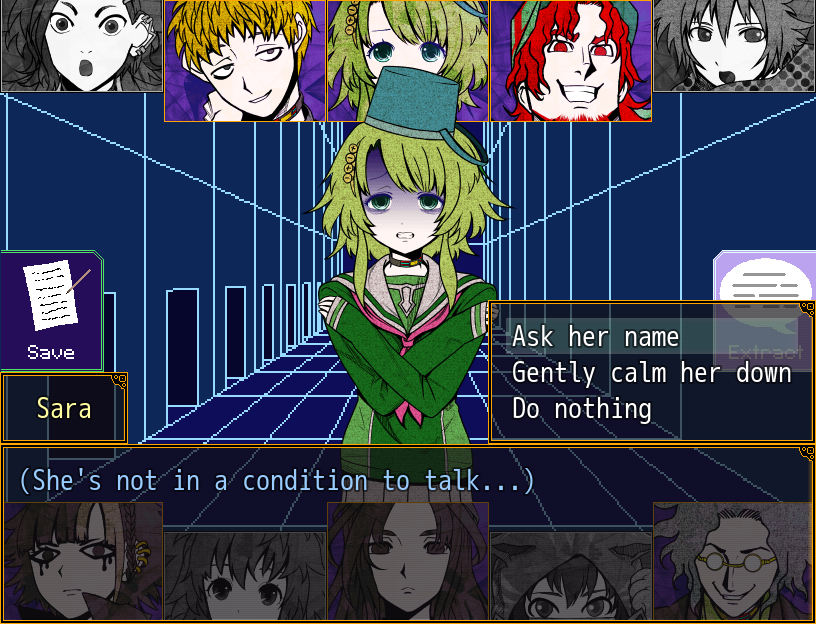 Save
Extract
Ask her name
Gently calm her down
Do nothing
Sara
(She's not in a condition to talk...)